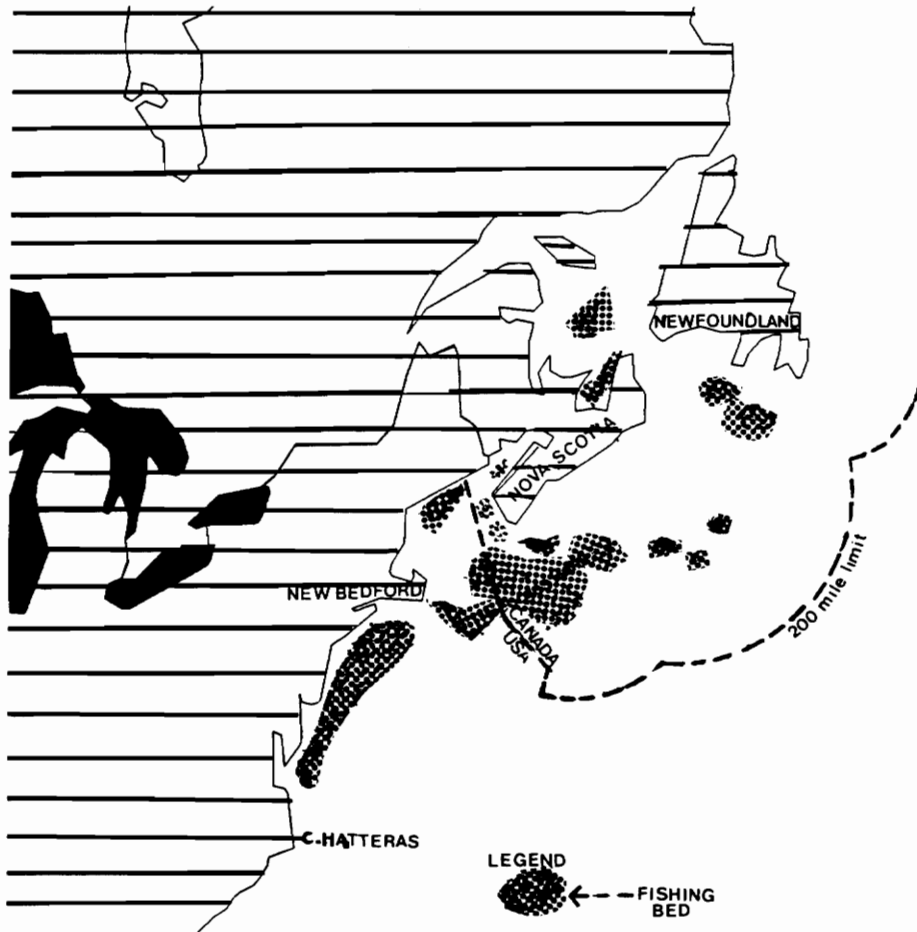 NEWFOUNDLAND
NOVA SCOTIA
NEW BEDFORD
CANADA
USA
200 mile limit
C. HATTERAS
LEGEND
FISHING
BED